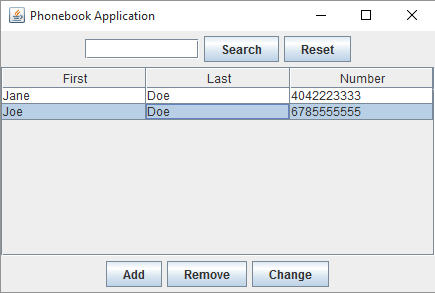 Phonebook Application
Search Reset
First Last Number
Jane Doe 4042223333
Joe Doe 6785555555
Add Remove Change